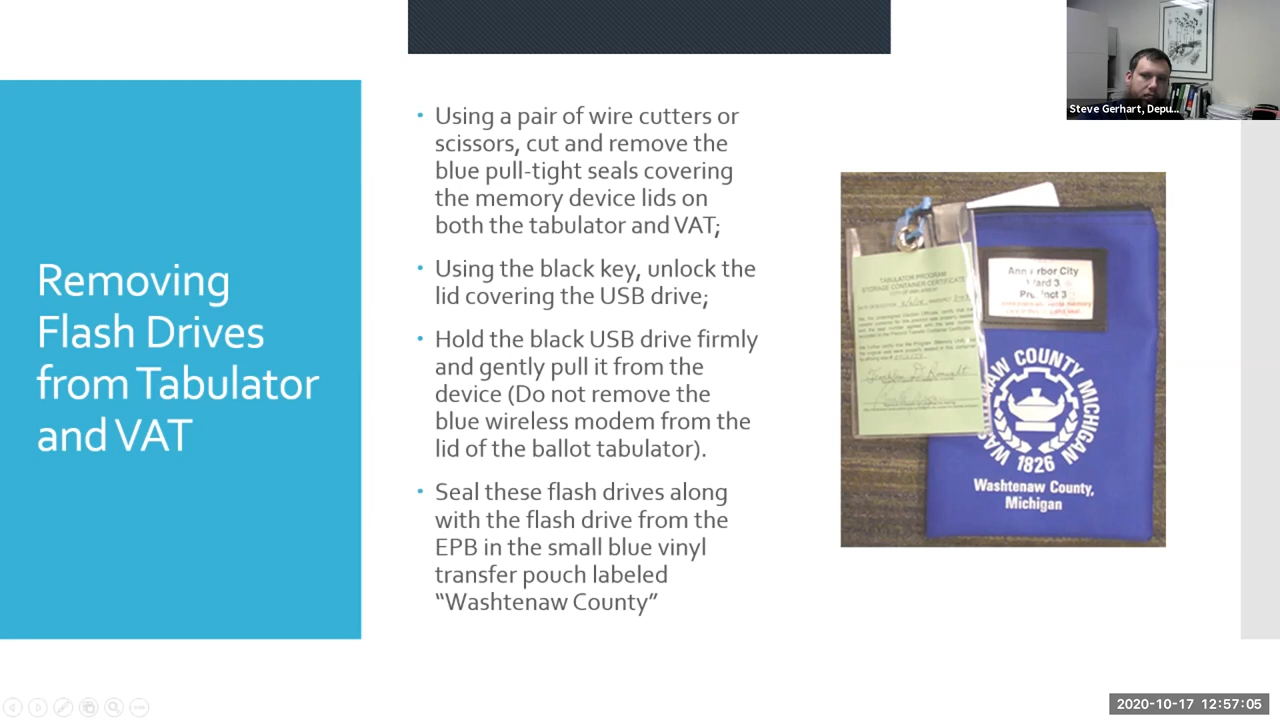 Steve Gerhart, Depu...
Removing
Flash Drives
from Tabulator
and VAT
• Using a pair of wire cutters or
scissors, cut and remove the
blue pull-tight seals covering
the memory device lids on
both the tabulator and VAT;
• Using the black key, unlock the
lid covering the USB drive;
• Hold the black USB drive firmly
and gently pull it from the
device (Do not remove the
blue wireless modem from the
lid of the ballot tabulator).
• Seal these flash drives along
with the flash drive from the
EPB in the small blue vinyl
transfer pouch labeled
“Washtenaw County”
TABULATOR PROGRAM
STORAGE CONTAINER CERTIFICATE
Ann Arbor City
Ward 3
Precinct 3
WASHTENAW COUNTY MICHIGAN
1826
Washtenaw County,
Michigan
2020-10-17 12:57:05